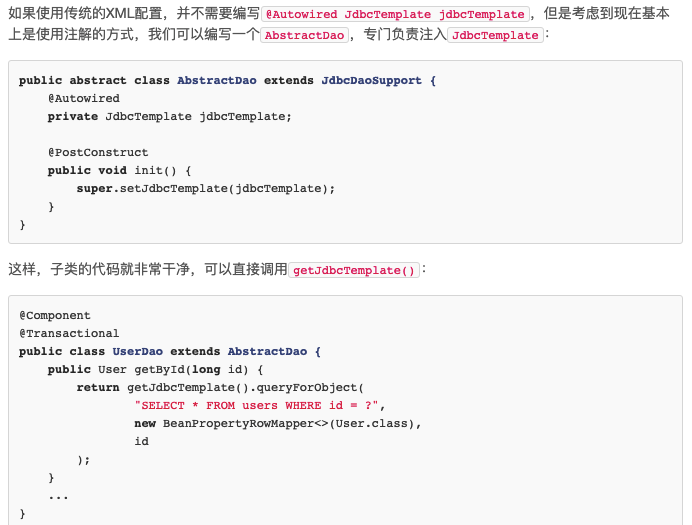 如果使用传统的XML配置，并不需要编写@Autowired JdbcTemplate jdbcTemplate，但是考虑到现在基本
上是使用注解的方式，我们可以编写一个AbstractDao，专门负责注入JdbcTemplate：
public abstract class AbstractDao extends JdbcDaoSupport {
    @Autowired
    private JdbcTemplate jdbcTemplate;

    @PostConstruct
    public void init() {
        super.setJdbcTemplate(jdbcTemplate);
    }
}
这样，子类的代码就非常干净，可以直接调用getJdbcTemplate()：
@Component
@Transactional
public class UserDao extends AbstractDao {
    public User getById(long id) {
        return getJdbcTemplate().queryForObject(
                "SELECT * FROM users WHERE id = ?",
                new BeanPropertyRowMapper<>(User.class),
                id
        );
    }
    ...
}